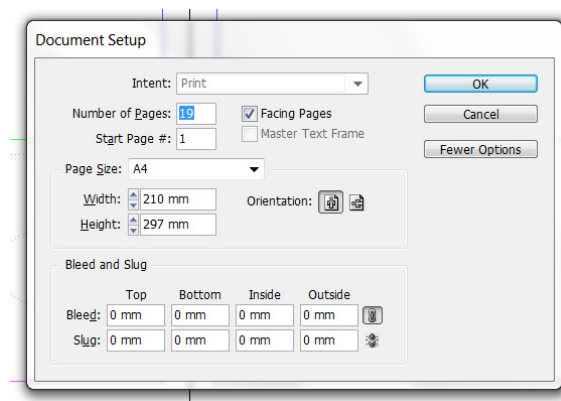 Document Setup
Intent: Print
OK
Number of Pages: 19
Facing Pages
Cancel
Start Page #: 1
Master Text Frame
Fewer Options
Page Size: A4
Width: 210 mm
Orientation:
Height: 297 mm
Bleed and Slug
Top Bottom Inside Outside
Bleed: 0 mm 0 mm 0 mm 0 mm
Slug: 0 mm 0 mm 0 mm 0 mm